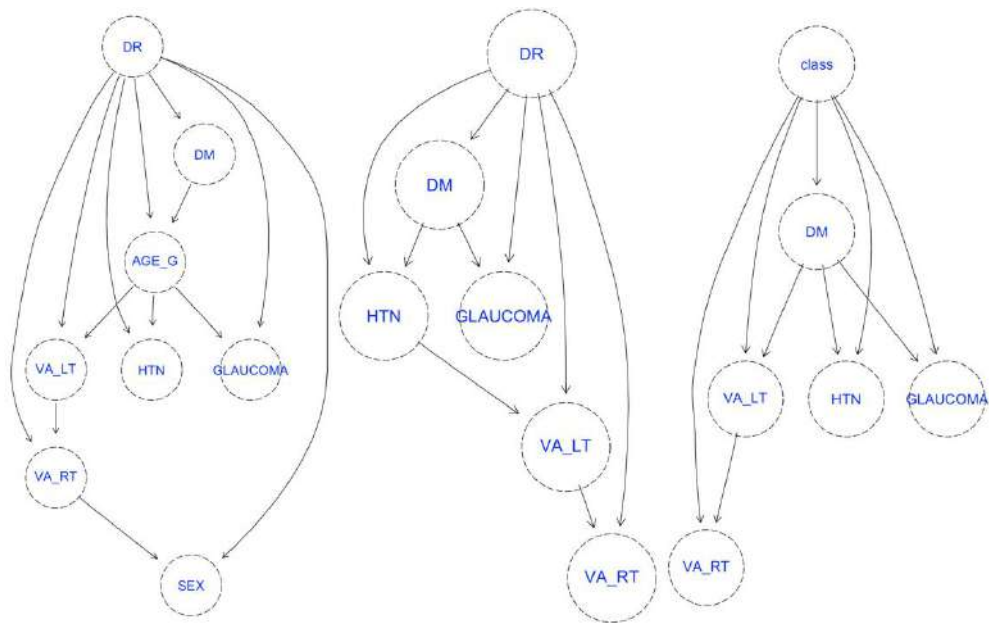 DR
DM
AGE_G
VA_LT
HTN
GLAUCOMA
VA_RT
SEX
DR
DM
HTN
GLAUCOMA
VA_LT
VA_RT
class
DM
VA_LT
HTN
GLAUCOMA
VA_RT